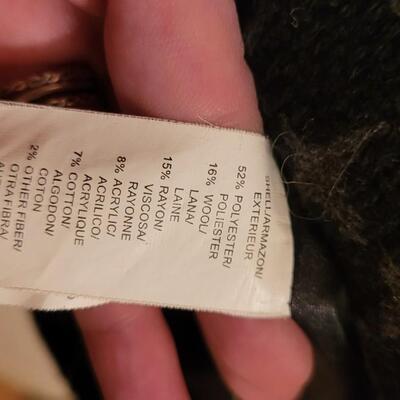 SHELL/ARMAZON/
EXTERIEUR
52% POLYESTER/
POLIESTER
16% WOOL/
LANA/
LAINE
15% RAYON/
VISCOSA/
RAYONNE
8% ACRYLIC/
ACRILICO/
ACRYLIQUE
7% COTTON/
ALGODON/
COTON
2% OTHER FIBER/
OTRA FIBRA/